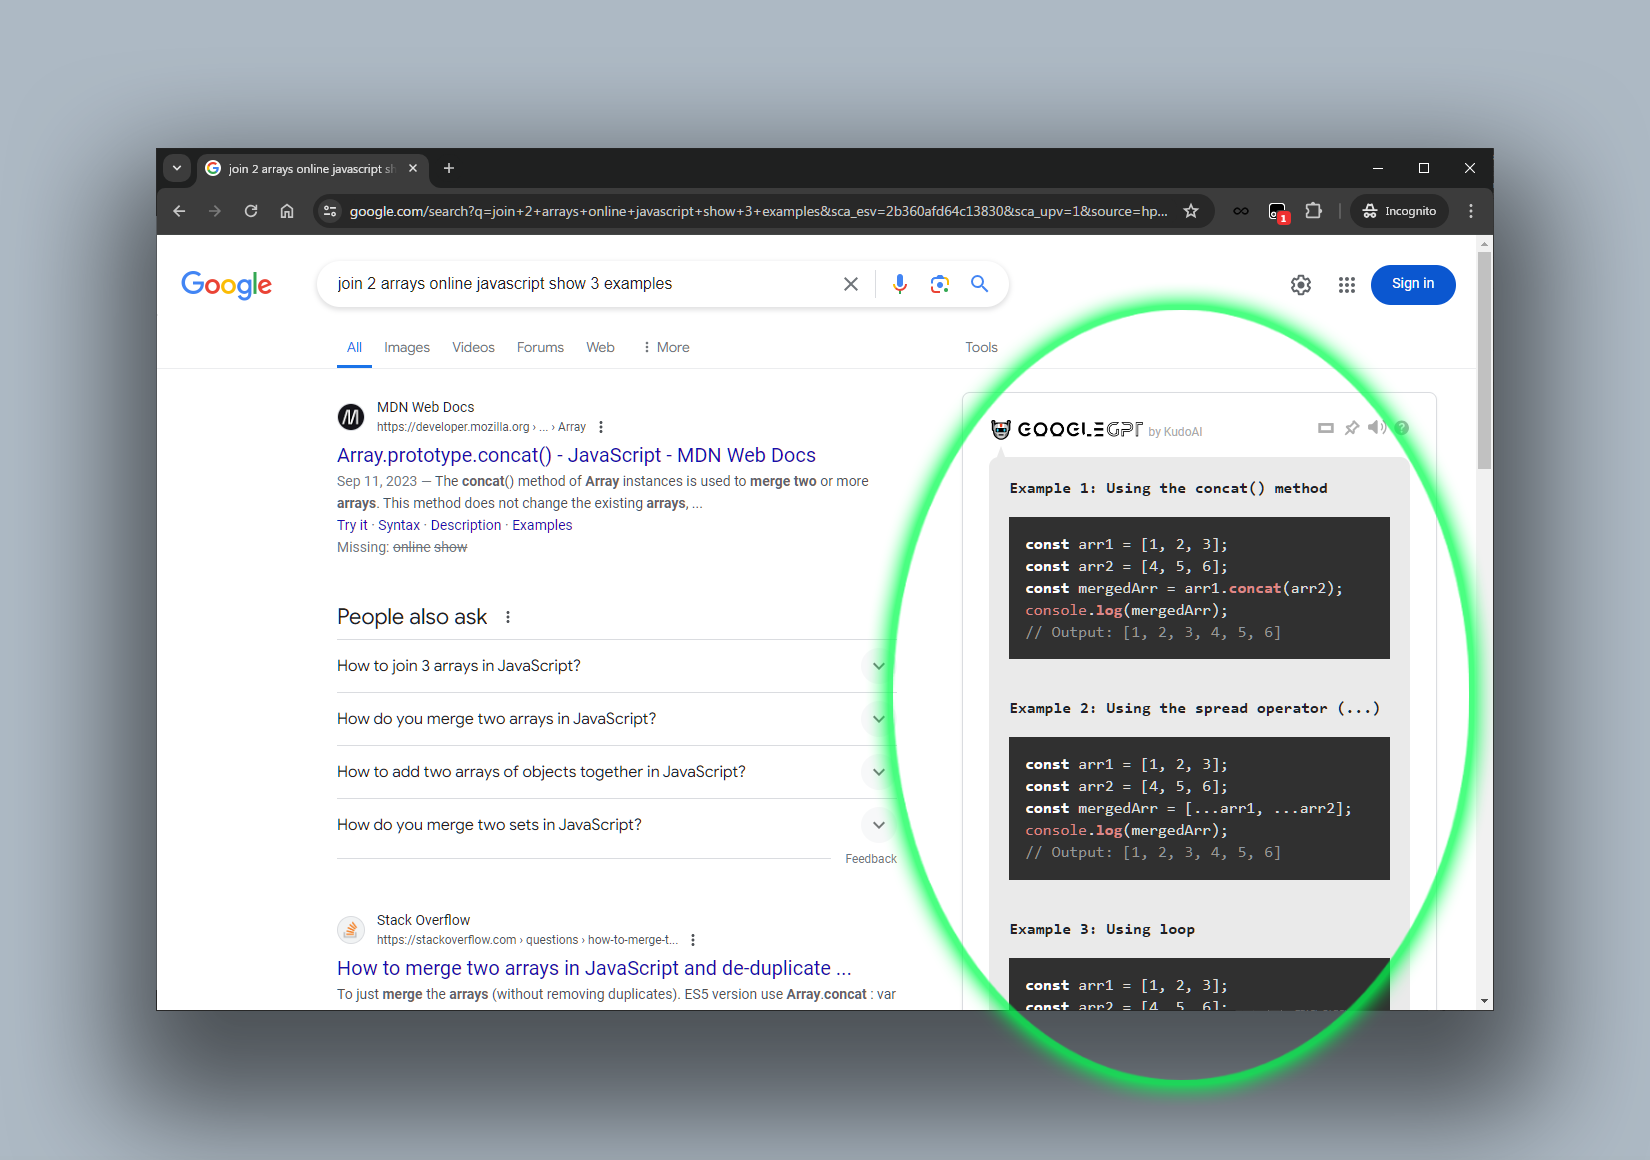 join 2 arrays online javascript sh
google.com/search?q=join+2+arrays+online+javascript+show+3+examples&sca_esv=2b360afd64c13830&sca_upv=1&source=hp...
1
Incognito
Google
join 2 arrays online javascript show 3 examples
Sign in
All Images Videos Forums Web More Tools
MDN Web Docs
https://developer.mozilla.org › ... › Array
Array.prototype.concat() - JavaScript - MDN Web Docs
Sep 11, 2023 — The concat() method of Array instances is used to merge two or more
arrays. This method does not change the existing arrays, ...
Try it · Syntax · Description · Examples
Missing: online show
People also ask
How to join 3 arrays in JavaScript?
How do you merge two arrays in JavaScript?
How to add two arrays of objects together in JavaScript?
How do you merge two sets in JavaScript?
Feedback
Stack Overflow
https://stackoverflow.com › questions › how-to-merge-t...
How to merge two arrays in JavaScript and de-duplicate ...
To just merge the arrays (without removing duplicates). ES5 version use Array.concat : var
GOOGLEGPT by KudoAI
?
Example 1: Using the concat() method
const arr1 = [1, 2, 3];
const arr2 = [4, 5, 6];
const mergedArr = arr1.concat(arr2);
console.log(mergedArr);
// Output: [1, 2, 3, 4, 5, 6]
Example 2: Using the spread operator (...)
const arr1 = [1, 2, 3];
const arr2 = [4, 5, 6];
const mergedArr = [...arr1, ...arr2];
console.log(mergedArr);
// Output: [1, 2, 3, 4, 5, 6]
Example 3: Using loop
const arr1 = [1, 2, 3];
const arr2 = [4, 5, 6];